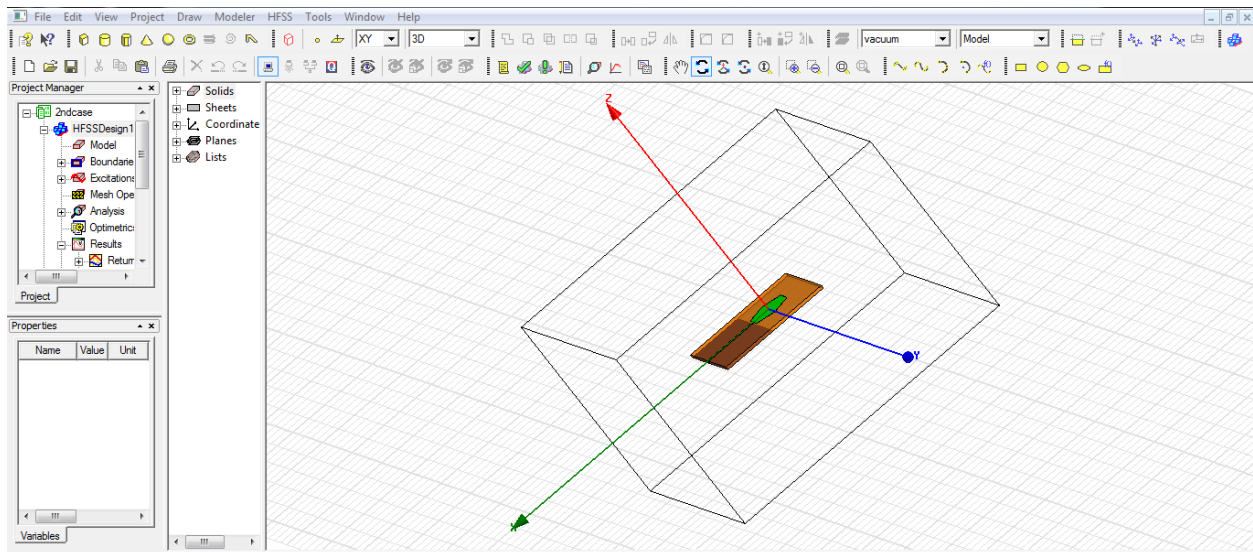 File Edit View Project Draw Modeler HFSS Tools Window Help
XY 3D vacuum Model
Project Manager
2ndcase
HFSSDesign1
Model
Boundarie
Excitations
Mesh Ope
Analysis
Optimetric
Results
Return
Project
Properties
Name Value Unit
Variables
Solids
Sheets
Coordinate
Planes
Lists
Z
Y
X